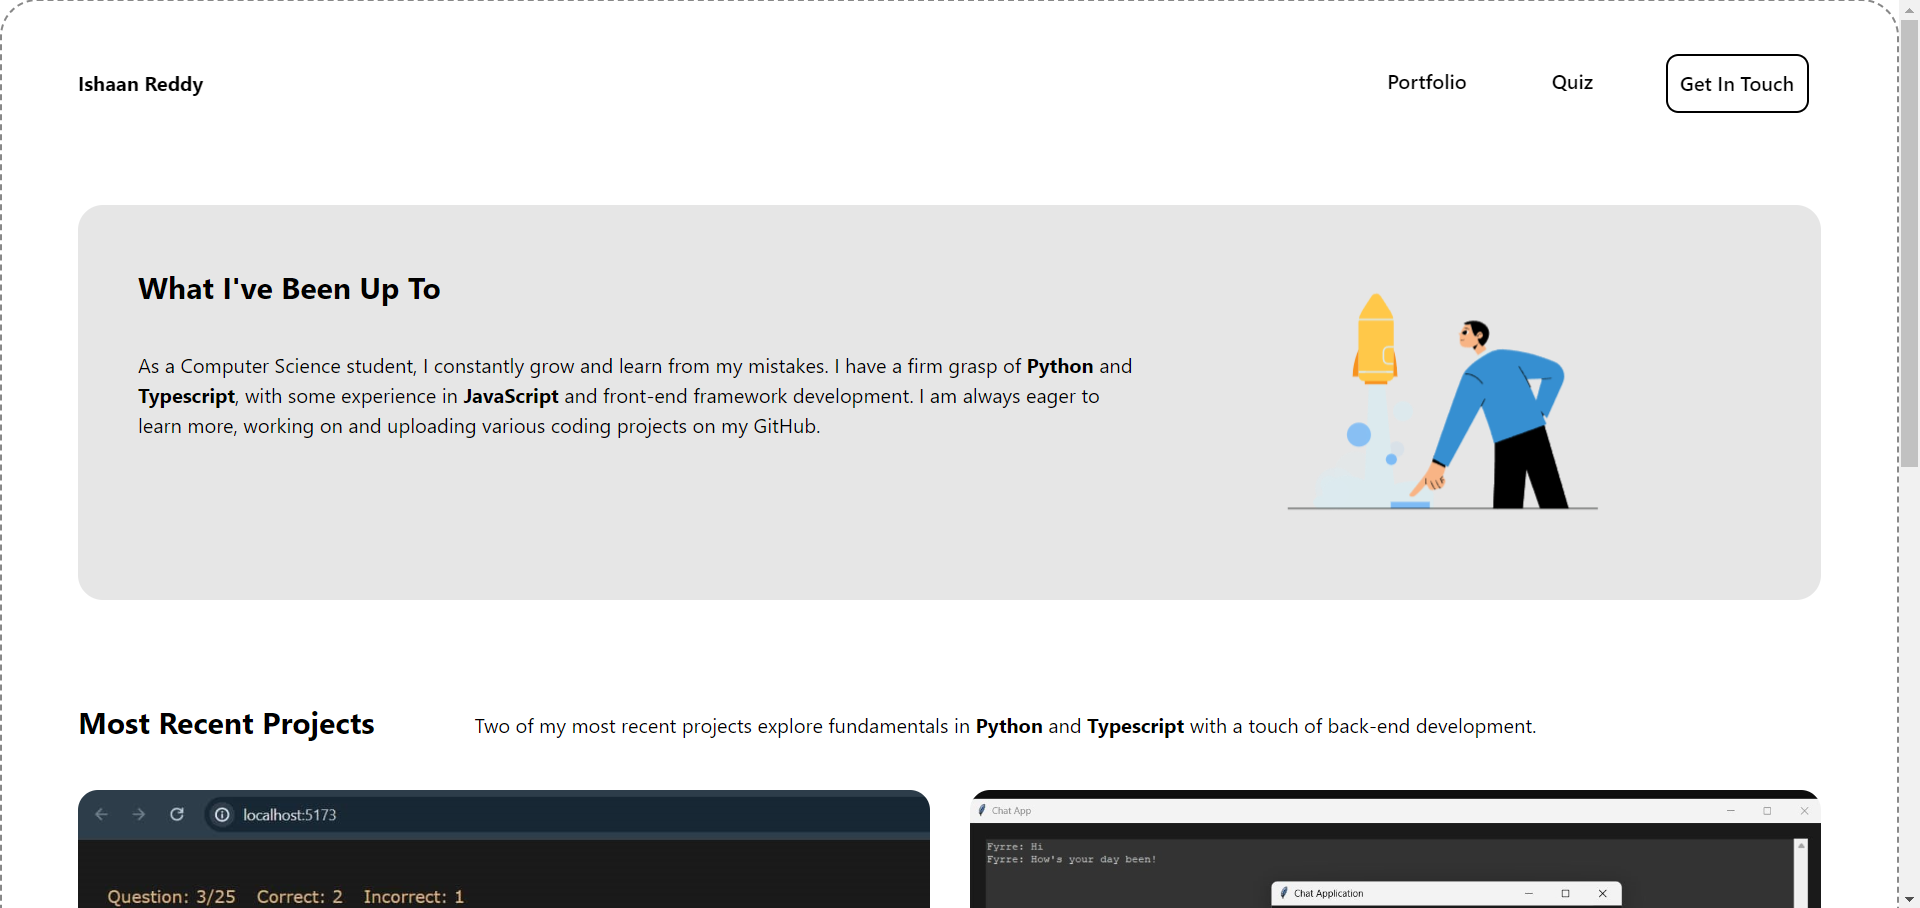 Ishaan Reddy
Portfolio
Quiz
Get In Touch
What I've Been Up To
As a Computer Science student, I constantly grow and learn from my mistakes. I have a firm grasp of Python and
Typescript, with some experience in JavaScript and front-end framework development. I am always eager to
learn more, working on and uploading various coding projects on my GitHub.
Most Recent Projects
Two of my most recent projects explore fundamentals in Python and Typescript with a touch of back-end development.
localhost:5173
Question: 3/25 Correct: 2 Incorrect: 1
Chat App
Fyrre: Hi
Fyrre: How's your day been!
Chat Application